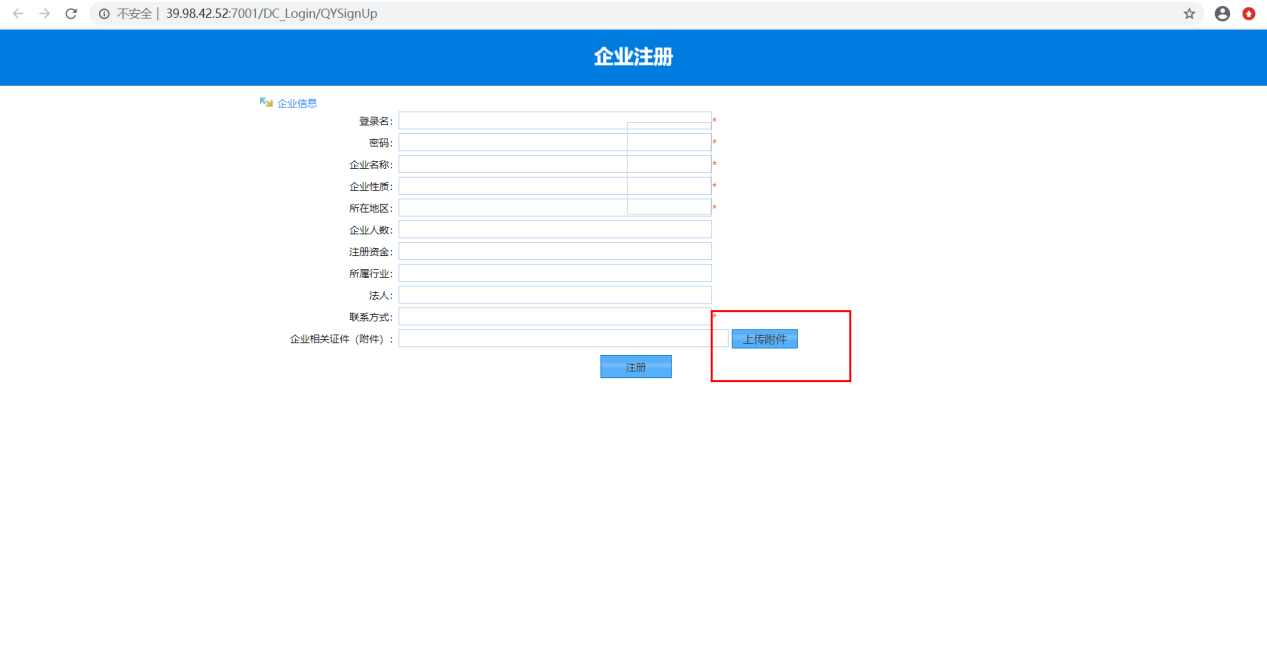 不安全 | 39.98.42.52:7001/DC_Login/QYSignUp
企业注册
企业信息
登录名： *
密码： *
企业名称： *
企业性质： *
所在地区： *
企业人数：
注册资金：
所属行业：
法人：
联系方式： *
企业相关证件（附件）： 上传附件
注册